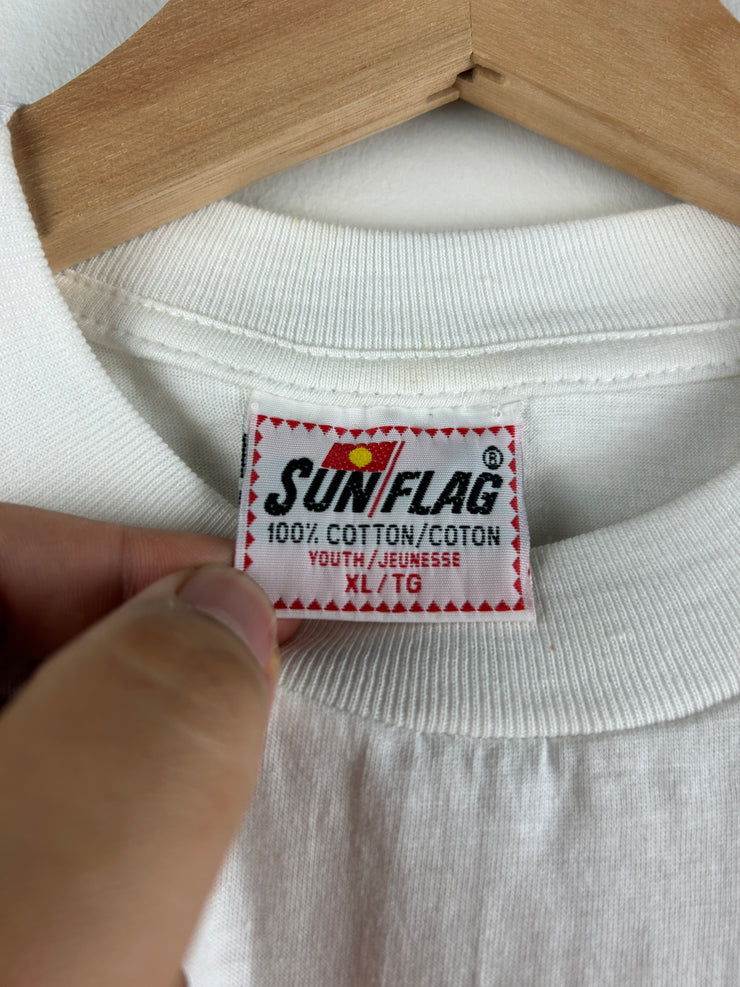 SUN/FLAG ®
100% COTTON/COTON
YOUTH/JEUNESSE
XL/TG